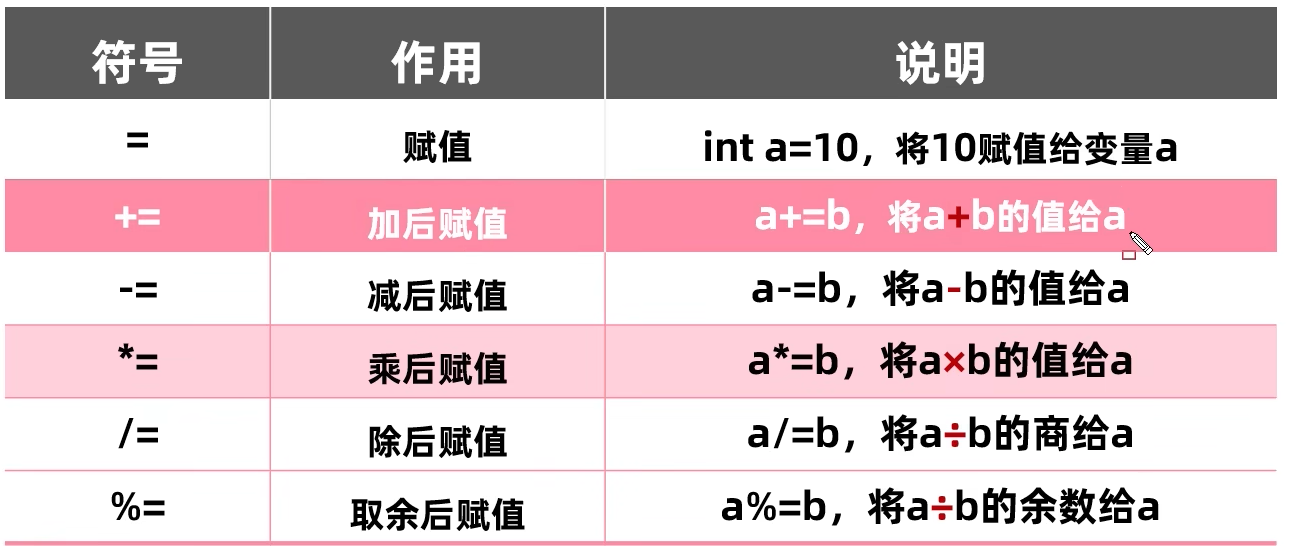 符号 作用 说明
= 赋值 int a=10，将10赋值给变量a
+= 加后赋值 a+=b，将a+b的值给a
-= 减后赋值 a-=b，将a-b的值给a
*= 乘后赋值 a*=b，将a×b的值给a
/= 除后赋值 a/=b，将a÷b的商给a
%= 取余后赋值 a%=b，将a÷b的余数给a